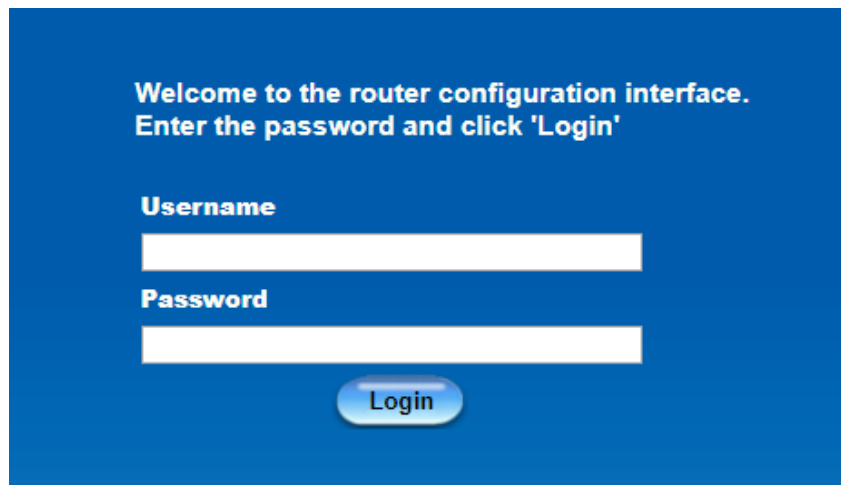 Welcome to the router configuration interface.
Enter the password and click 'Login'
Username
Password
Login